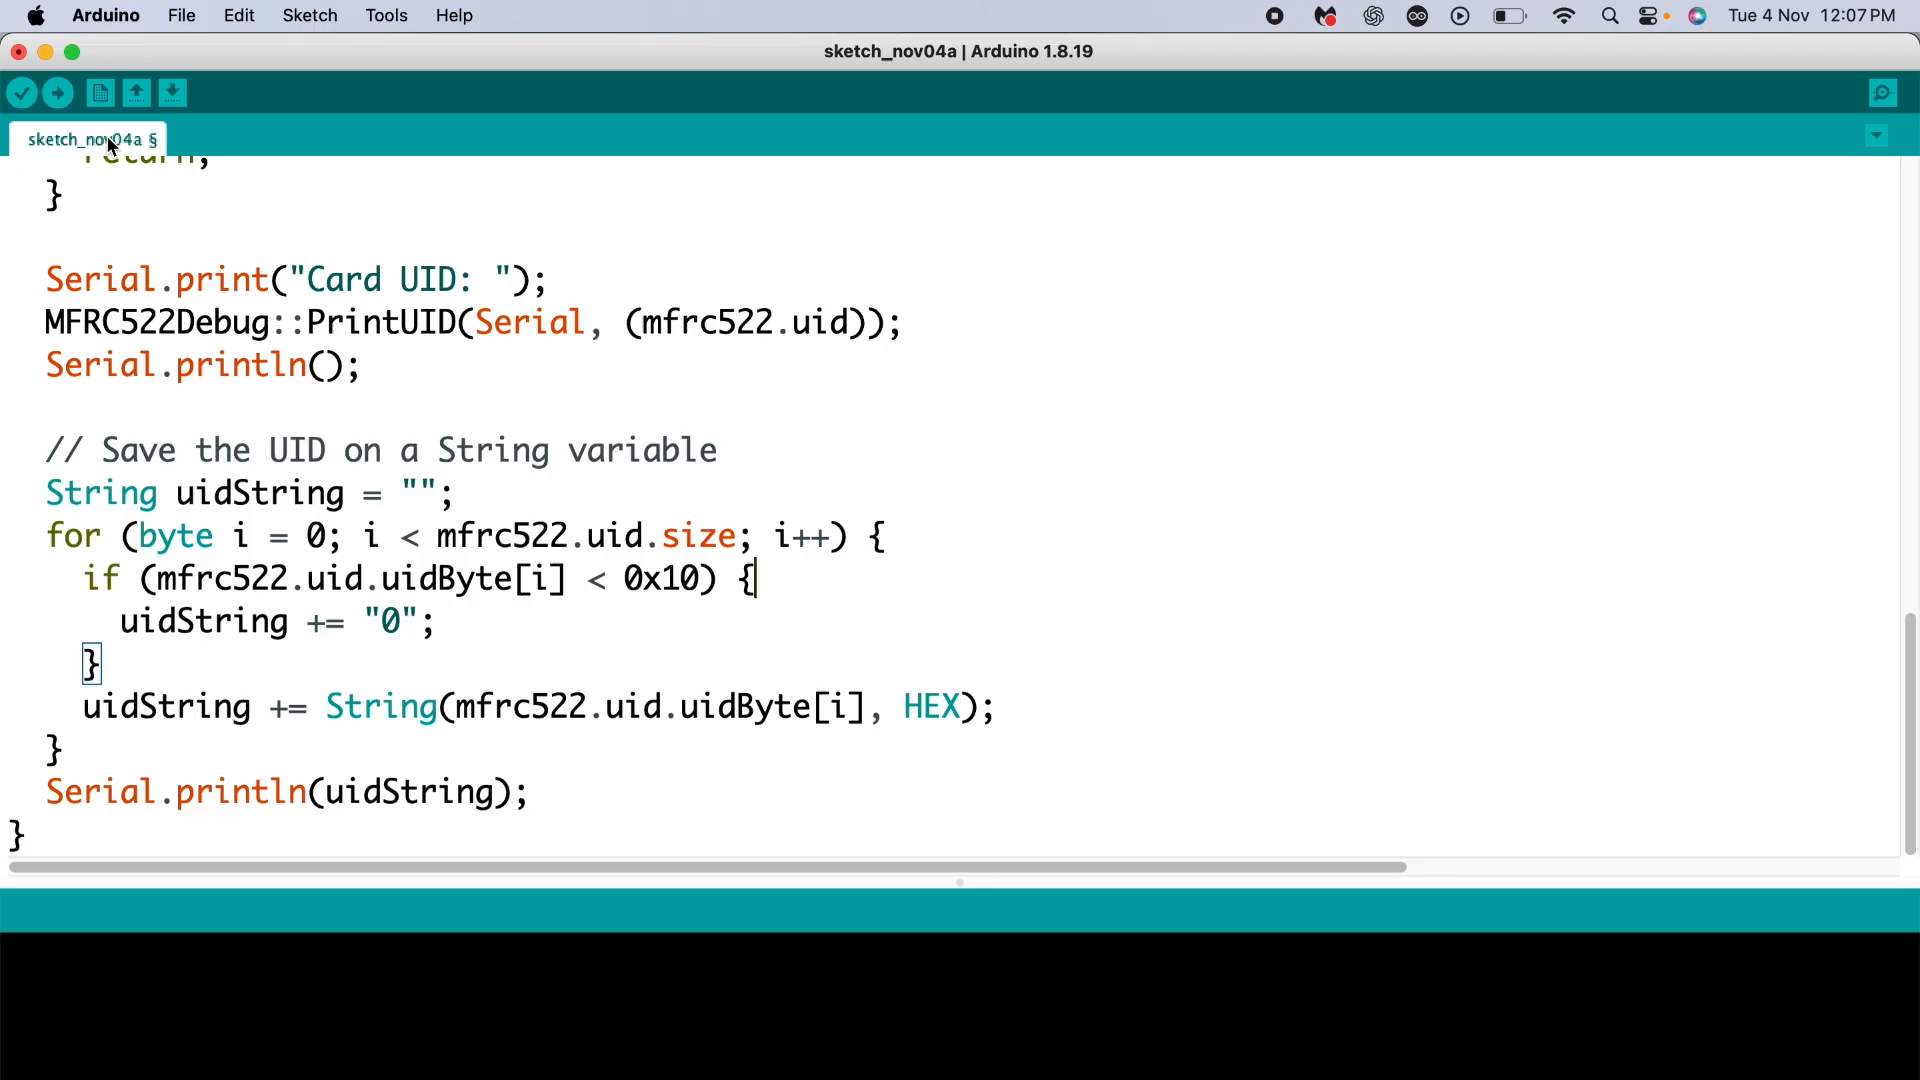 Arduino File Edit Sketch Tools Help Tue 4 Nov 12:07 PM
sketch_nov04a | Arduino 1.8.19
sketch_nov04a §
return;
}
Serial.print("Card UID: ");
MFRC522Debug::PrintUID(Serial, (mfrc522.uid));
Serial.println();
// Save the UID on a String variable
String uidString = "";
for (byte i = 0; i < mfrc522.uid.size; i++) {
if (mfrc522.uid.uidByte[i] < 0x10) {
uidString += "0";
}
uidString += String(mfrc522.uid.uidByte[i], HEX);
}
Serial.println(uidString);
}